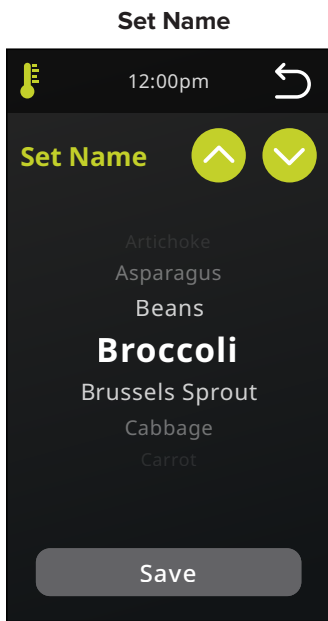 Set Name
12:00pm
Set Name
Artichoke
Asparagus
Beans
Broccoli
Brussels Sprout
Cabbage
Carrot
Save